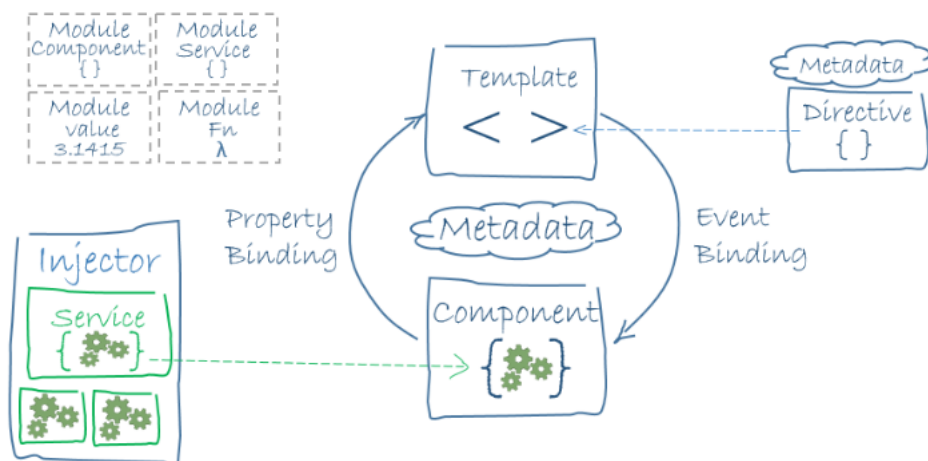 Module
Component
{ }
Module
Service
{ }
Module
value
3.1415
Module
Fn
λ
Template
< >
Metadata
Directive
{ }
Property
Binding
Metadata
Event
Binding
Injector
Service
{ }
Component
{ }